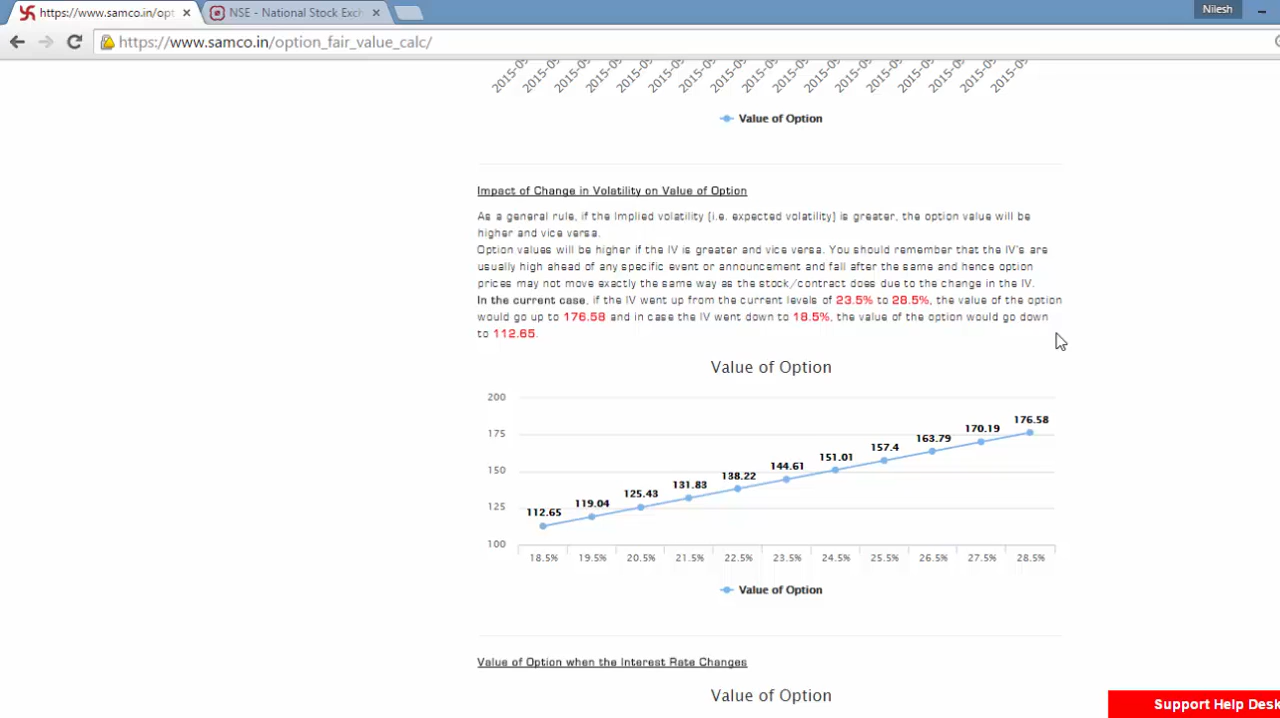 https://www.samco.in/opt
NSE - National Stock Exch
Nilesh
https://www.samco.in/option_fair_value_calc/
Value of Option
Impact of Change in Volatility on Value of Option
As a general rule, if the Implied volatility (i.e. expected volatility) is greater, the option value will be
higher and vice versa.
Option values will be higher if the IV is greater and vice versa. You should remember that the IV's are
usually high ahead of any specific event or announcement and fall after the same and hence option
prices may not move exactly the same way as the stock/contract does due to the change in the IV.
In the current case, if the IV went up from the current levels of 23.5% to 28.5%, the value of the option
would go up to 176.58 and in case the IV went down to 18.5%, the value of the option would go down
to 112.65.
Value of Option
200
175
150
125
100
112.65 119.04 125.43 131.83 138.22 144.61 151.01 157.4 163.79 170.19 176.58
18.5% 19.5% 20.5% 21.5% 22.5% 23.5% 24.5% 25.5% 26.5% 27.5% 28.5%
Value of Option
Value of Option when the Interest Rate Changes
Value of Option
Support Help Desk